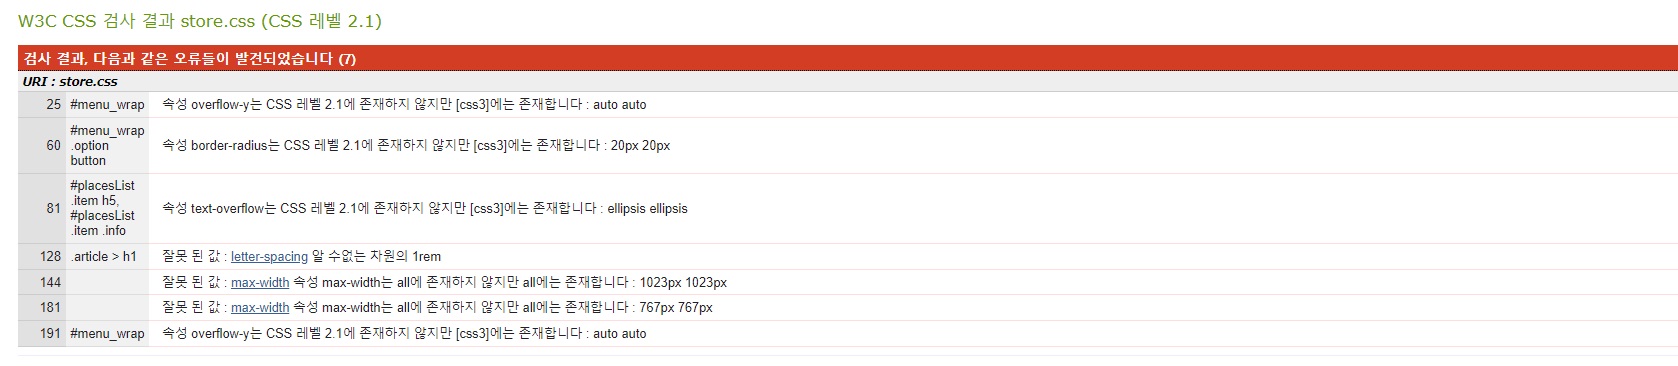 W3C CSS 검사 결과 store.css (CSS 레벨 2.1)
검사 결과, 다음과 같은 오류들이 발견되었습니다 (7)
URI : store.css
25 #menu_wrap 속성 overflow-y는 CSS 레벨 2.1에 존재하지 않지만 [css3]에는 존재합니다 : auto auto
#menu_wrap
60 .option 속성 border-radius는 CSS 레벨 2.1에 존재하지 않지만 [css3]에는 존재합니다 : 20px 20px
button
#placesList
.item h5,
81 #placesList 속성 text-overflow는 CSS 레벨 2.1에 존재하지 않지만 [css3]에는 존재합니다 : ellipsis ellipsis
.item .info
128 .article > h1 잘못 된 값 : letter-spacing 알 수없는 차원의 1rem
144 잘못 된 값 : max-width 속성 max-width는 all에 존재하지 않지만 all에는 존재합니다 : 1023px 1023px
181 잘못 된 값 : max-width 속성 max-width는 all에 존재하지 않지만 all에는 존재합니다 : 767px 767px
191 #menu_wrap 속성 overflow-y는 CSS 레벨 2.1에 존재하지 않지만 [css3]에는 존재합니다 : auto auto